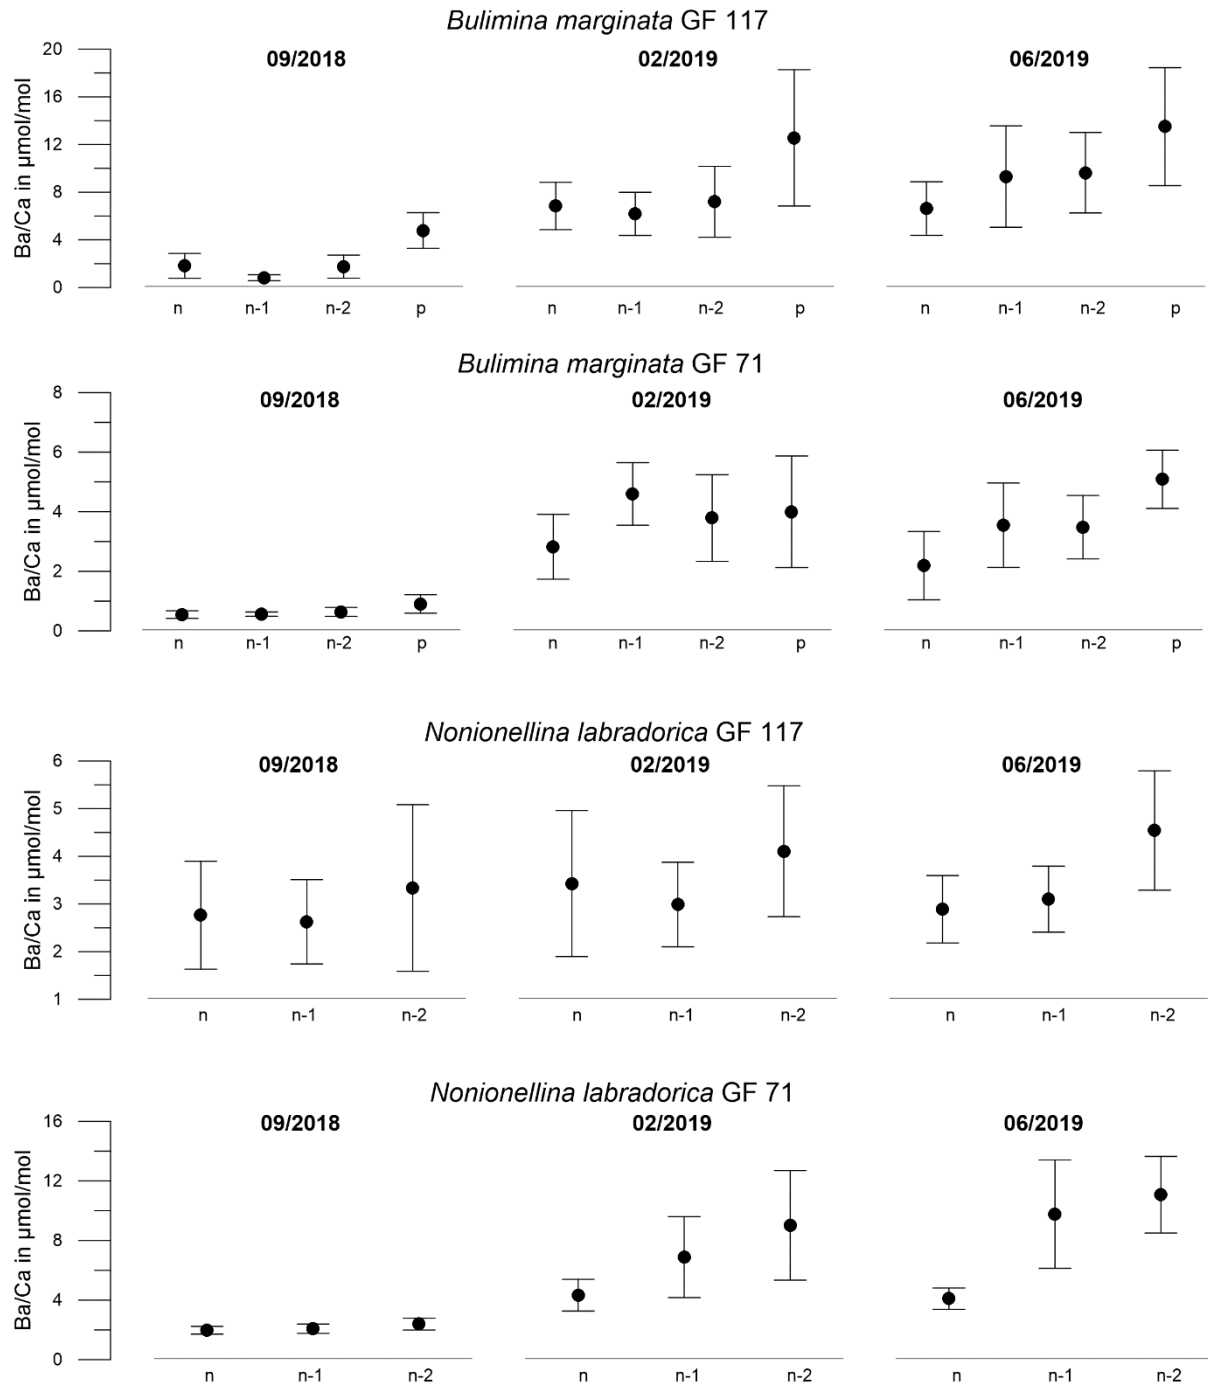 Bulimina marginata GF 117
09/2018 02/2019 06/2019
Ba/Ca in µmol/mol
20
16
12
8
4
0
n n-1 n-2 p n n-1 n-2 p n n-1 n-2 p
Bulimina marginata GF 71
09/2018 02/2019 06/2019
Ba/Ca in µmol/mol
8
6
4
2
0
n n-1 n-2 p n n-1 n-2 p n n-1 n-2 p
Nonionellina labradorica GF 117
09/2018 02/2019 06/2019
Ba/Ca in µmol/mol
6
5
4
3
2
1
n n-1 n-2 n n-1 n-2 n n-1 n-2
Nonionellina labradorica GF 71
09/2018 02/2019 06/2019
Ba/Ca in µmol/mol
16
12
8
4
0
n n-1 n-2 n n-1 n-2 n n-1 n-2